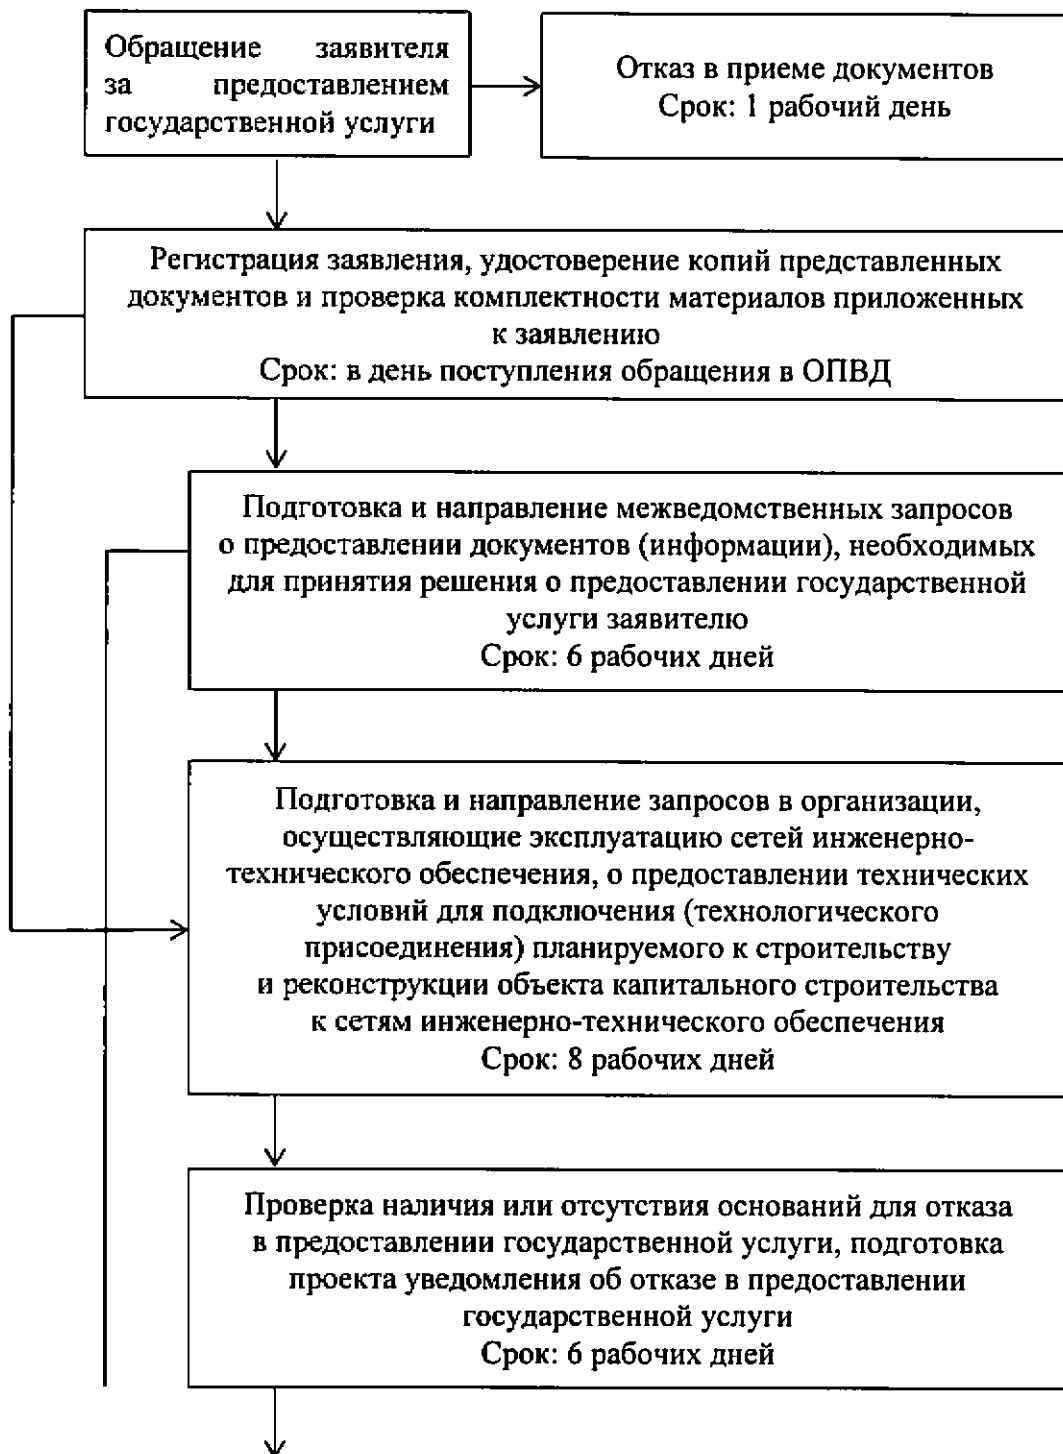 Обращение заявителя
за предоставлением
государственной услуги
Отказ в приеме документов
Срок: 1 рабочий день
Регистрация заявления, удостоверение копий представленных
документов и проверка комплектности материалов приложенных
к заявлению
Срок: в день поступления обращения в ОПВД
Подготовка и направление межведомственных запросов
о предоставлении документов (информации), необходимых
для принятия решения о предоставлении государственной
услуги заявителю
Срок: 6 рабочих дней
Подготовка и направление запросов в организации,
осуществляющие эксплуатацию сетей инженерно-
технического обеспечения, о предоставлении технических
условий для подключения (технологического
присоединения) планируемого к строительству
и реконструкции объекта капитального строительства
к сетям инженерно-технического обеспечения
Срок: 8 рабочих дней
Проверка наличия или отсутствия оснований для отказа
в предоставлении государственной услуги, подготовка
проекта уведомления об отказе в предоставлении
государственной услуги
Срок: 6 рабочих дней